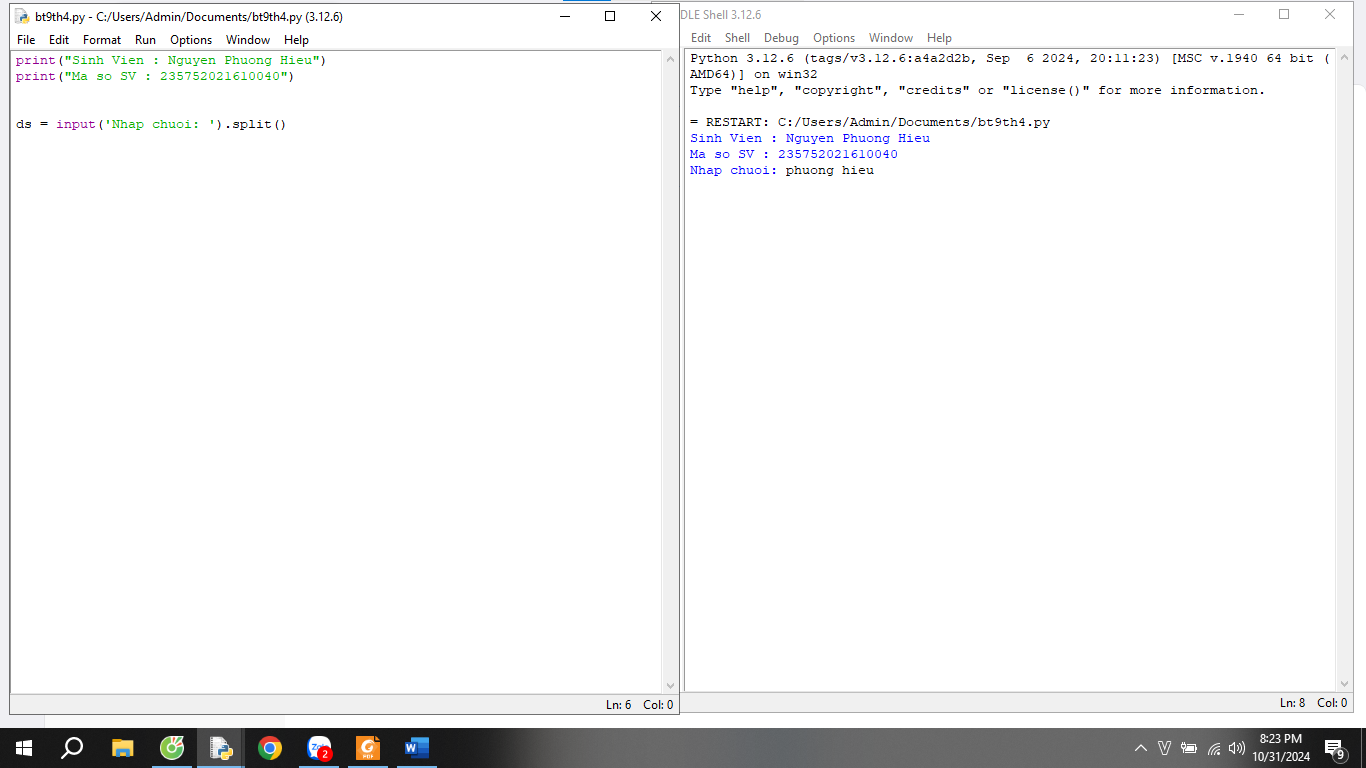 bt9th4.py - C:/Users/Admin/Documents/bt9th4.py (3.12.6)
File Edit Format Run Options Window Help
print("Sinh Vien : Nguyen Phuong Hieu")
print("Ma so SV : 235752021610040")
ds = input('Nhap chuoi: ').split()
Ln: 6 Col: 0
DLE Shell 3.12.6
Edit Shell Debug Options Window Help
Python 3.12.6 (tags/v3.12.6:a4a2d2b, Sep  6 2024, 20:11:23) [MSC v.1940 64 bit (
AMD64)] on win32
Type "help", "copyright", "credits" or "license()" for more information.
= RESTART: C:/Users/Admin/Documents/bt9th4.py
Sinh Vien : Nguyen Phuong Hieu
Ma so SV : 235752021610040
Nhap chuoi: phuong hieu
Ln: 8 Col: 0
2
PDF
W
V
8:23 PM
10/31/2024
9